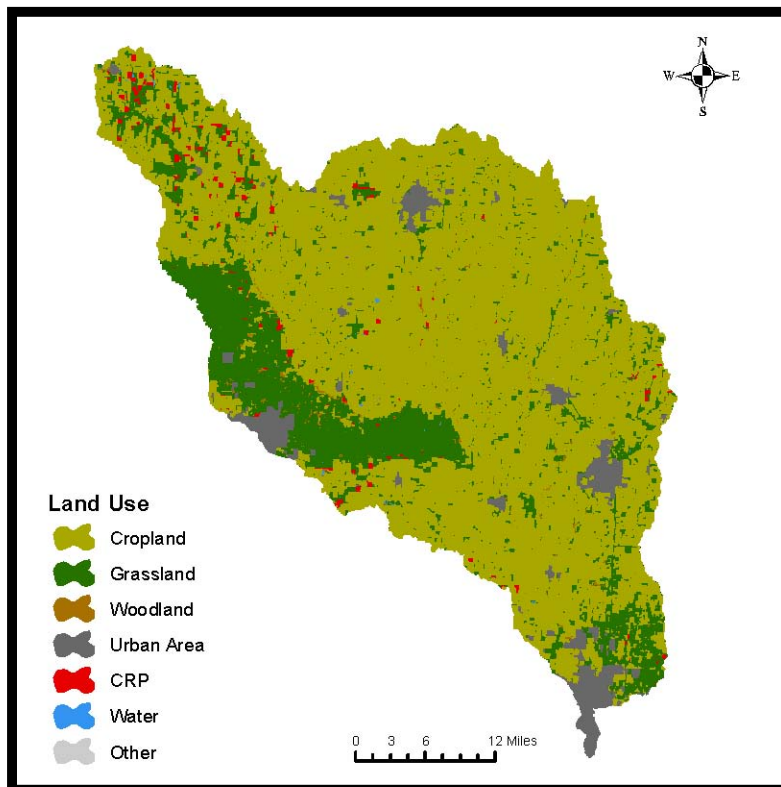 N
W E
S
Land Use
Cropland
Grassland
Woodland
Urban Area
CRP
Water
Other
0 3 6 12 Miles